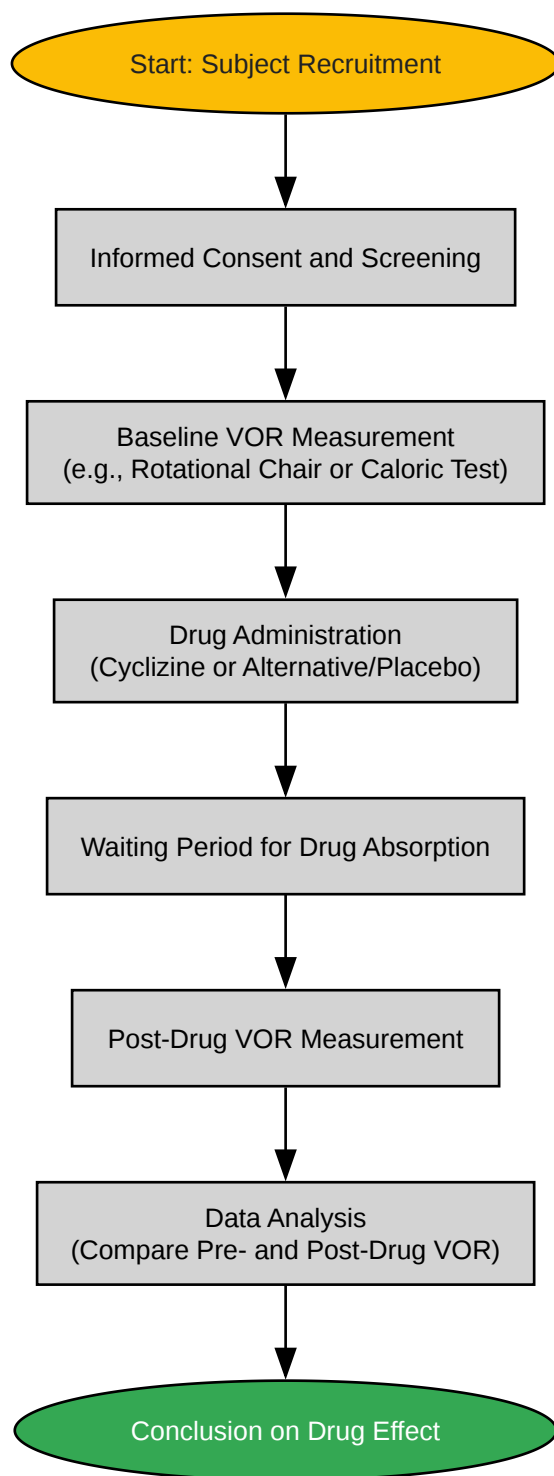 Start: Subject Recruitment
Informed Consent and Screening
Baseline VOR Measurement
(e.g., Rotational Chair or Caloric Test)
Drug Administration
(Cyclizine or Alternative/Placebo)
Waiting Period for Drug Absorption
Post-Drug VOR Measurement
Data Analysis
(Compare Pre- and Post-Drug VOR)
Conclusion on Drug Effect